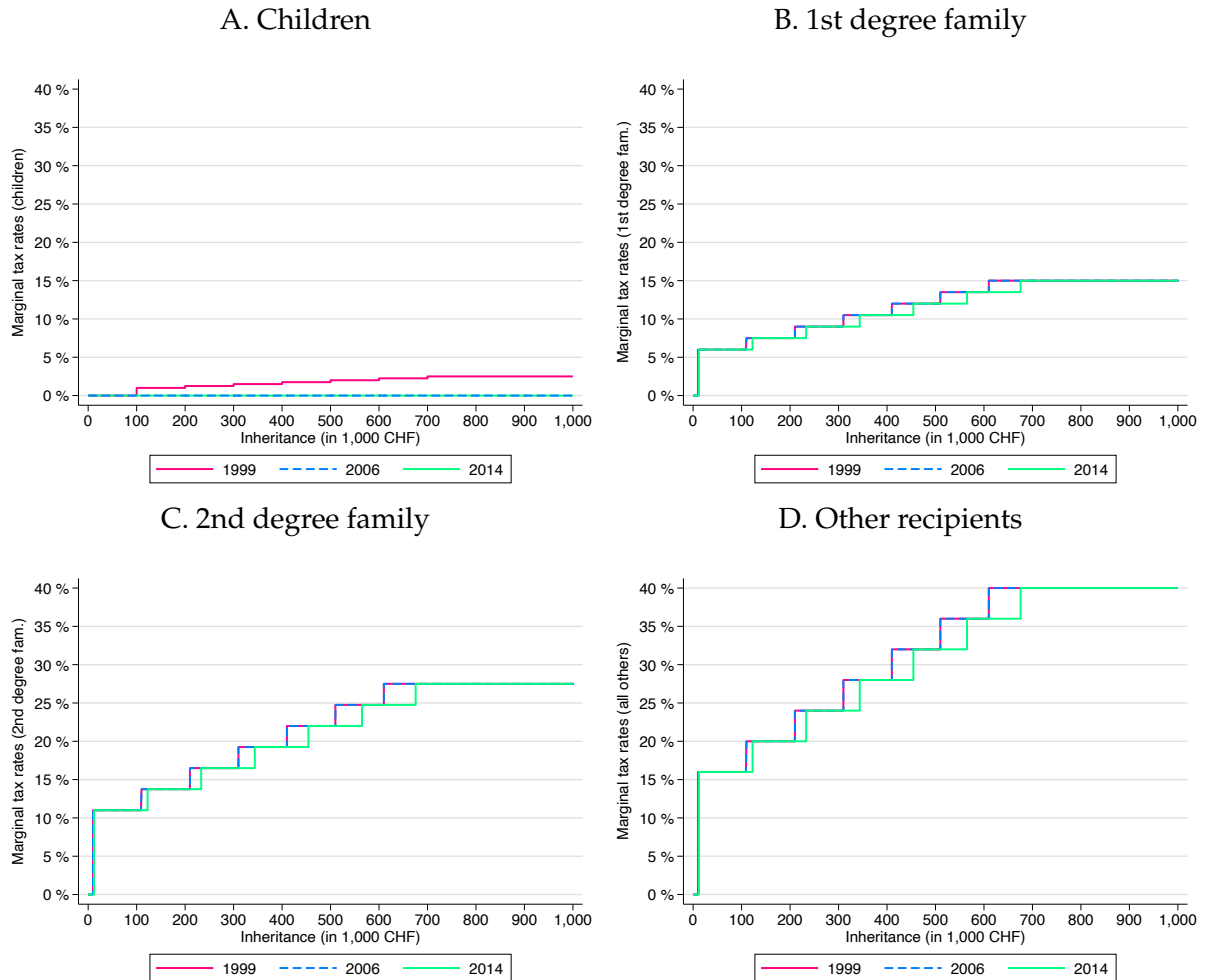 A. Children
Marginal tax rates (children)
40 %
35 %
30 %
25 %
20 %
15 %
10 %
5 %
0 %
0 100 200 300 400 500 600 700 800 900 1,000
Inheritance (in 1,000 CHF)
1999 2006 2014
B. 1st degree family
Marginal tax rates (1st degree fam.)
40 %
35 %
30 %
25 %
20 %
15 %
10 %
5 %
0 %
0 100 200 300 400 500 600 700 800 900 1,000
Inheritance (in 1,000 CHF)
1999 2006 2014
C. 2nd degree family
Marginal tax rates (2nd degree fam.)
40 %
35 %
30 %
25 %
20 %
15 %
10 %
5 %
0 %
0 100 200 300 400 500 600 700 800 900 1,000
Inheritance (in 1,000 CHF)
1999 2006 2014
D. Other recipients
Marginal tax rates (all others)
40 %
35 %
30 %
25 %
20 %
15 %
10 %
5 %
0 %
0 100 200 300 400 500 600 700 800 900 1,000
Inheritance (in 1,000 CHF)
1999 2006 2014